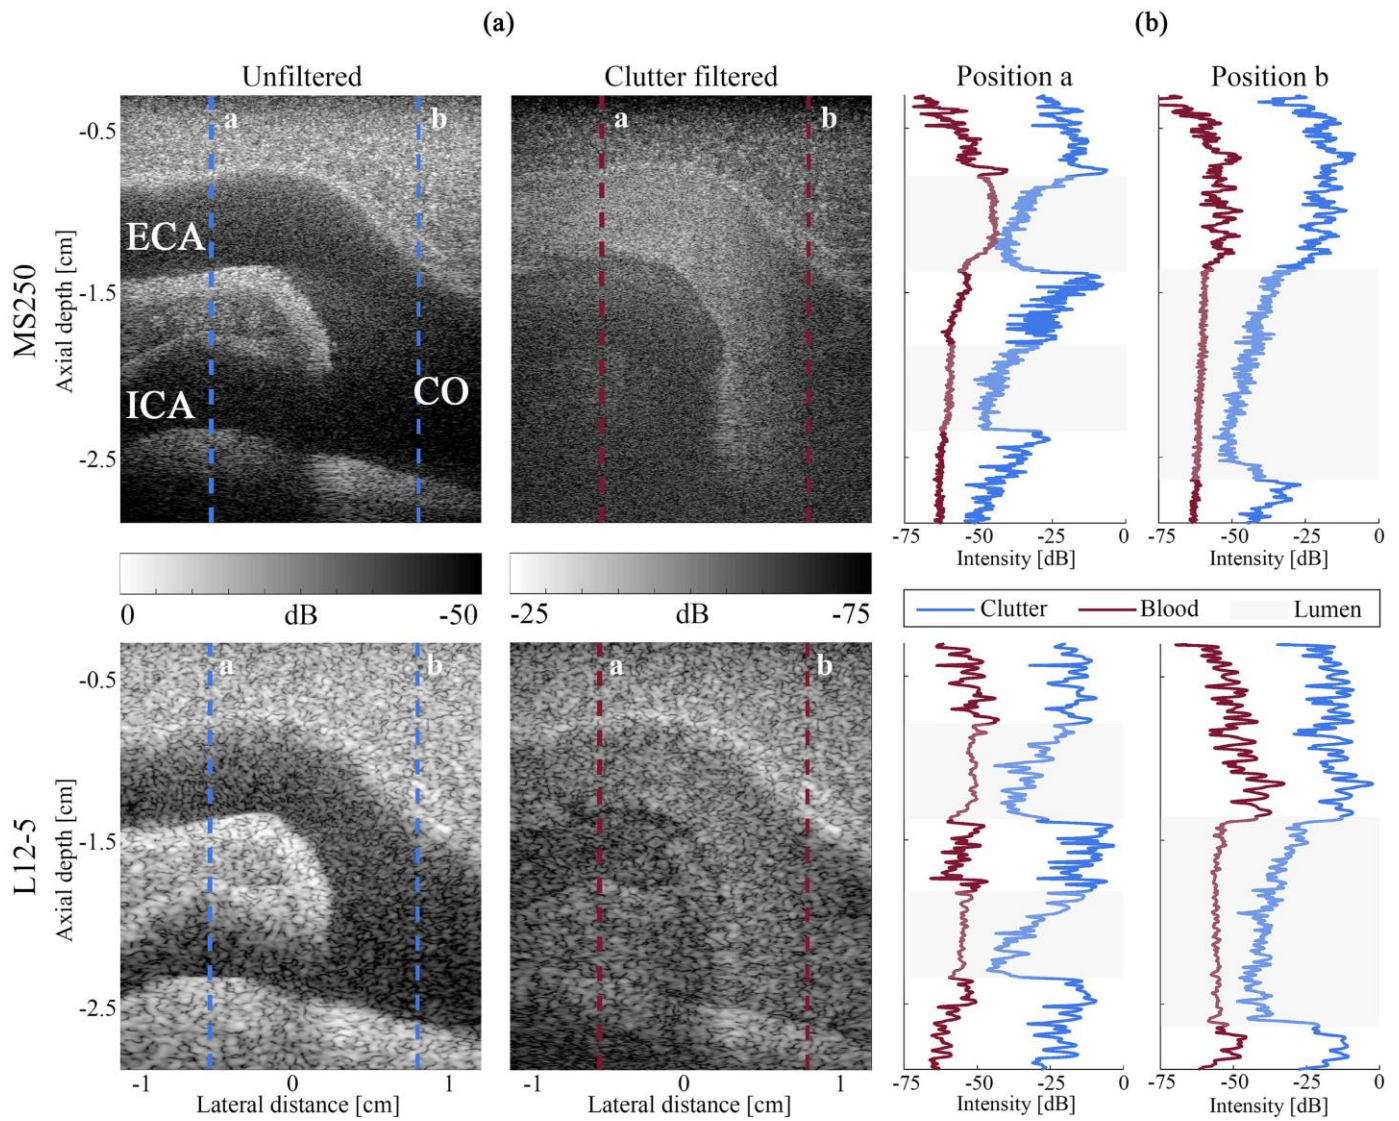 (a) (b)
Unfiltered Clutter filtered Position a Position b
MS250
Axial depth [cm]
-0.5
-1.5
-2.5
a b
ECA
ICA
CO
a b
-75 -50 -25 0
Intensity [dB]
-75 -50 -25 0
Intensity [dB]
0 dB -50
-25 dB -75
Clutter Blood Lumen
L12-5
Axial depth [cm]
-0.5
-1.5
-2.5
a b
a b
-1 0 1
Lateral distance [cm]
-1 0 1
Lateral distance [cm]
-75 -50 -25 0
Intensity [dB]
-75 -50 -25 0
Intensity [dB]